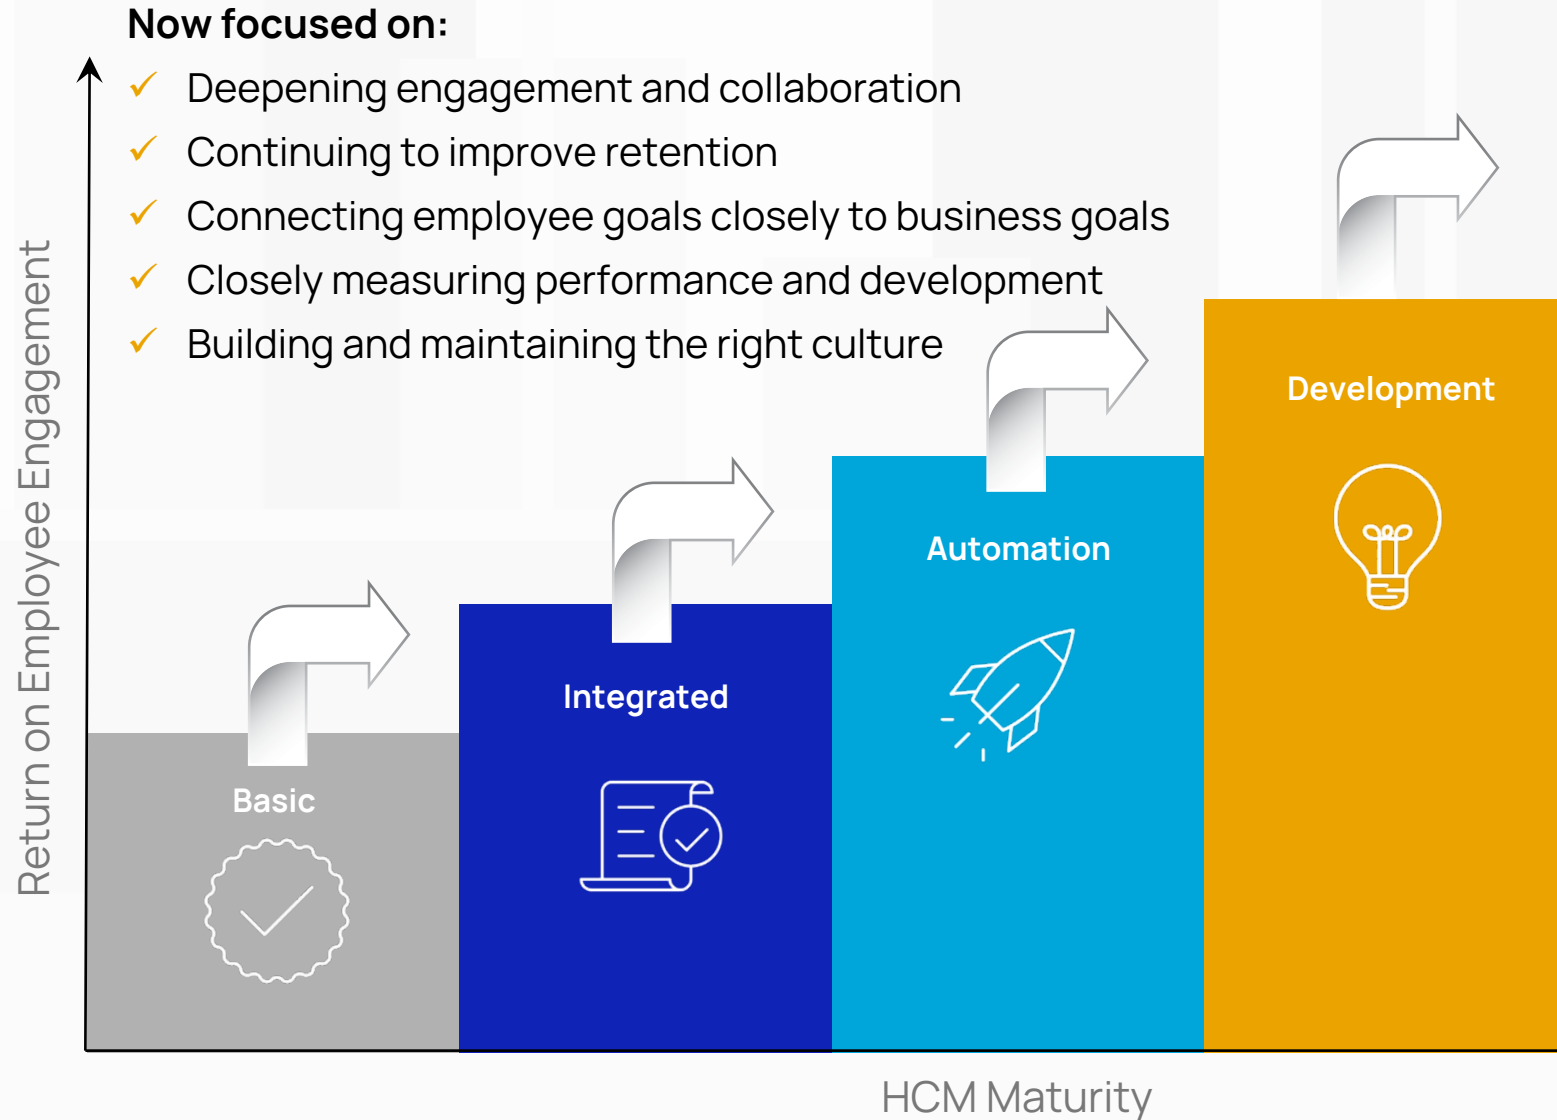 Now focused on:
✓ Deepening engagement and collaboration
✓ Continuing to improve retention
✓ Connecting employee goals closely to business goals
✓ Closely measuring performance and development
✓ Building and maintaining the right culture
Return on Employee Engagement
Basic
Integrated
Automation
Development
HCM Maturity